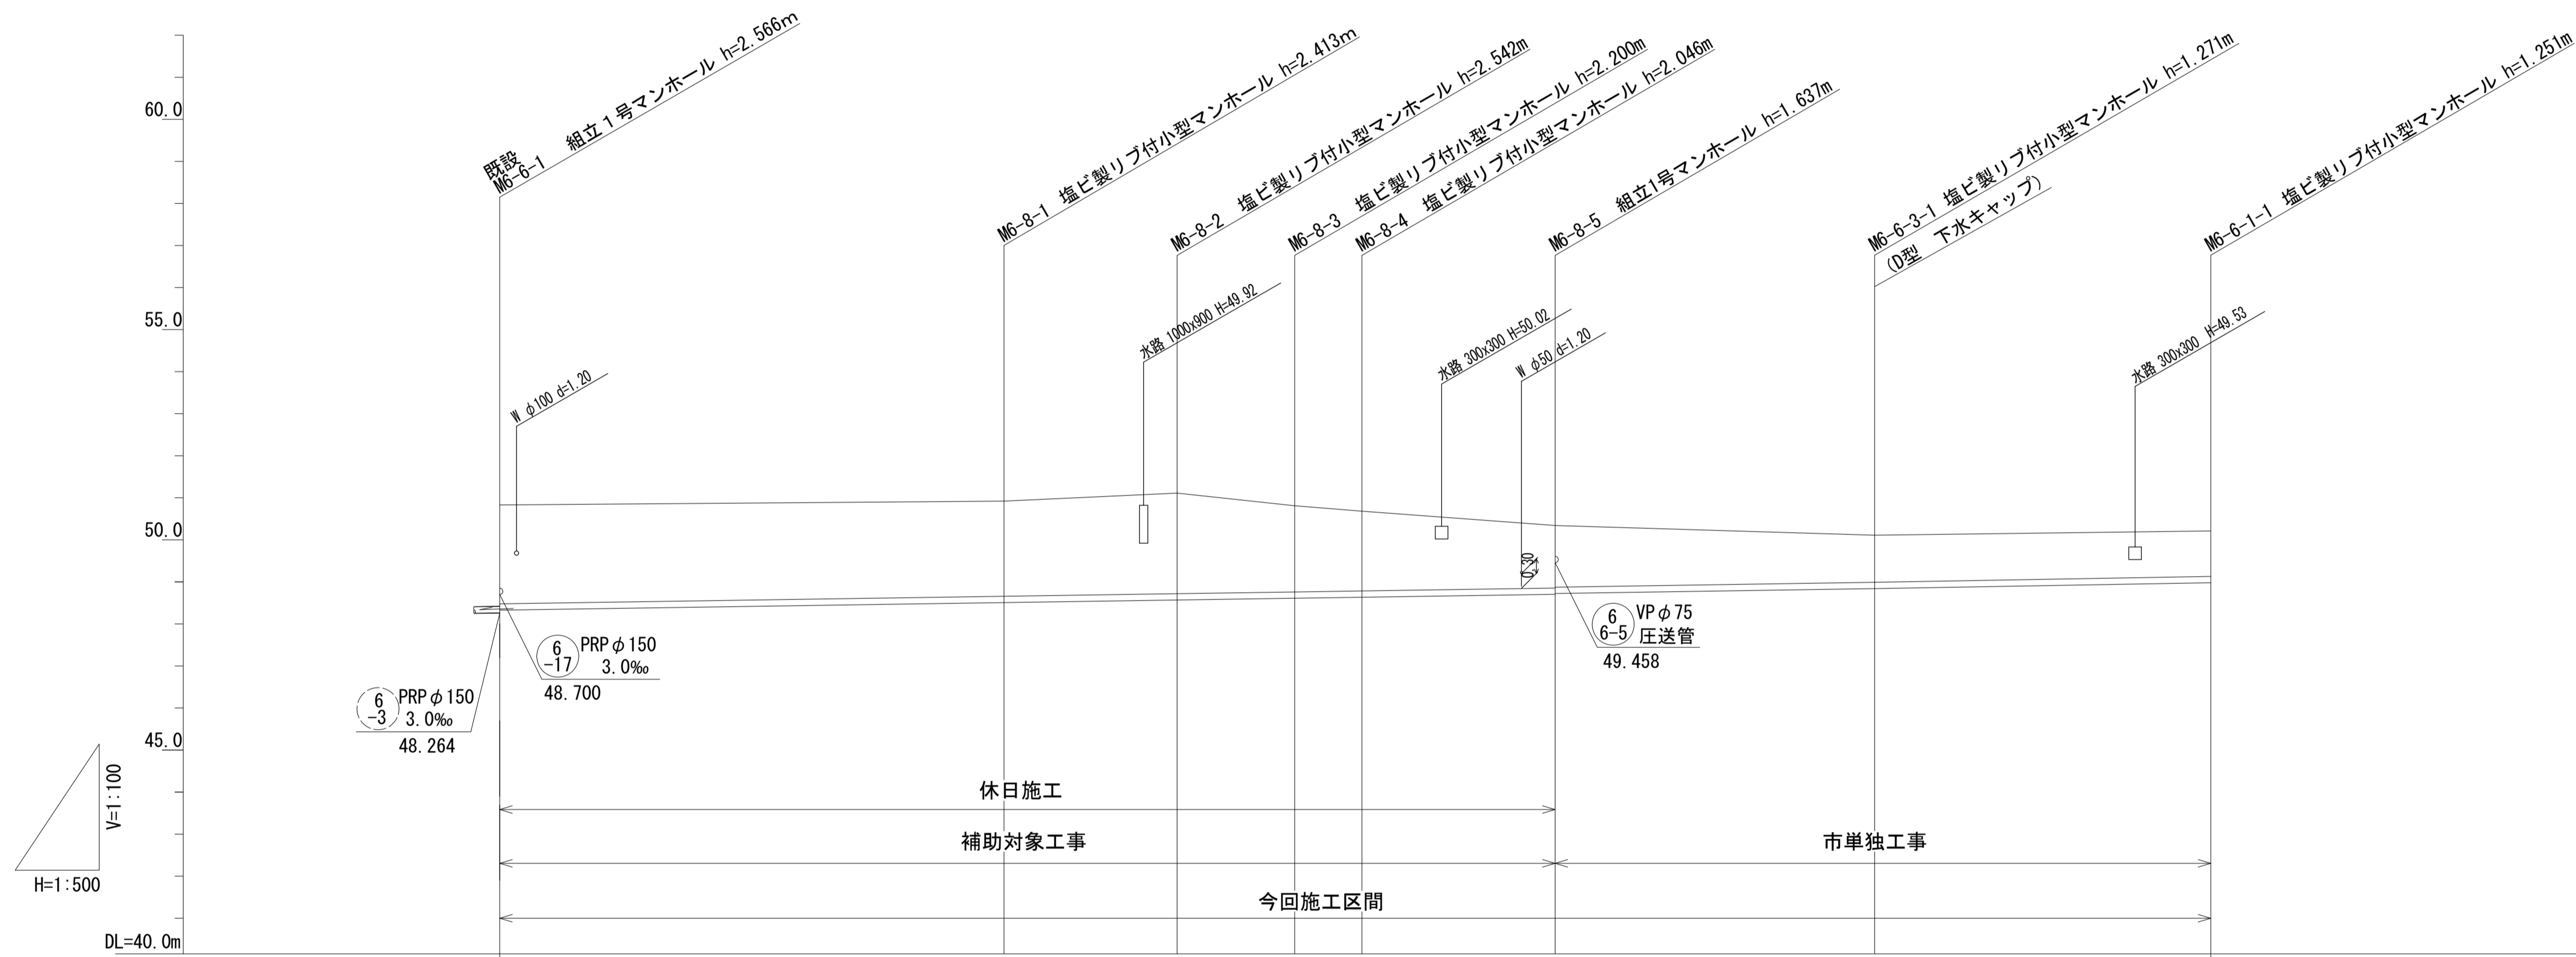 既設
M6-6-1　組立１号マンホール h=2.566m
M6-8-1　塩ビ製リブ付小型マンホール h=2.413m
M6-8-2　塩ビ製リブ付小型マンホール h=2.542m
M6-8-3　塩ビ製リブ付小型マンホール h=2.200m
M6-8-4　塩ビ製リブ付小型マンホール h=2.046m
M6-8-5　組立1号マンホール h=1.637m
M6-6-3-1 塩ビ製リブ付小型マンホール h=1.271m
(D型　下水キャップ)
M6-6-1-1 塩ビ製リブ付小型マンホール h=1.251m
60.0
55.0
50.0
45.0
DL=40.0m
W φ100 d=1.20
水路 1000x900 H=49.92
水路 300x300 H=50.02
W φ50 d=1.20
水路 300x300 H=49.53
0.30
6
-17
PRPφ150
3.0‰
48.700
6
-3
PRPφ150
3.0‰
48.264
6
6-5
VPφ75
圧送管
49.458
V=1:100
H=1:500
休日施工
補助対象工事
市単独工事
今回施工区間